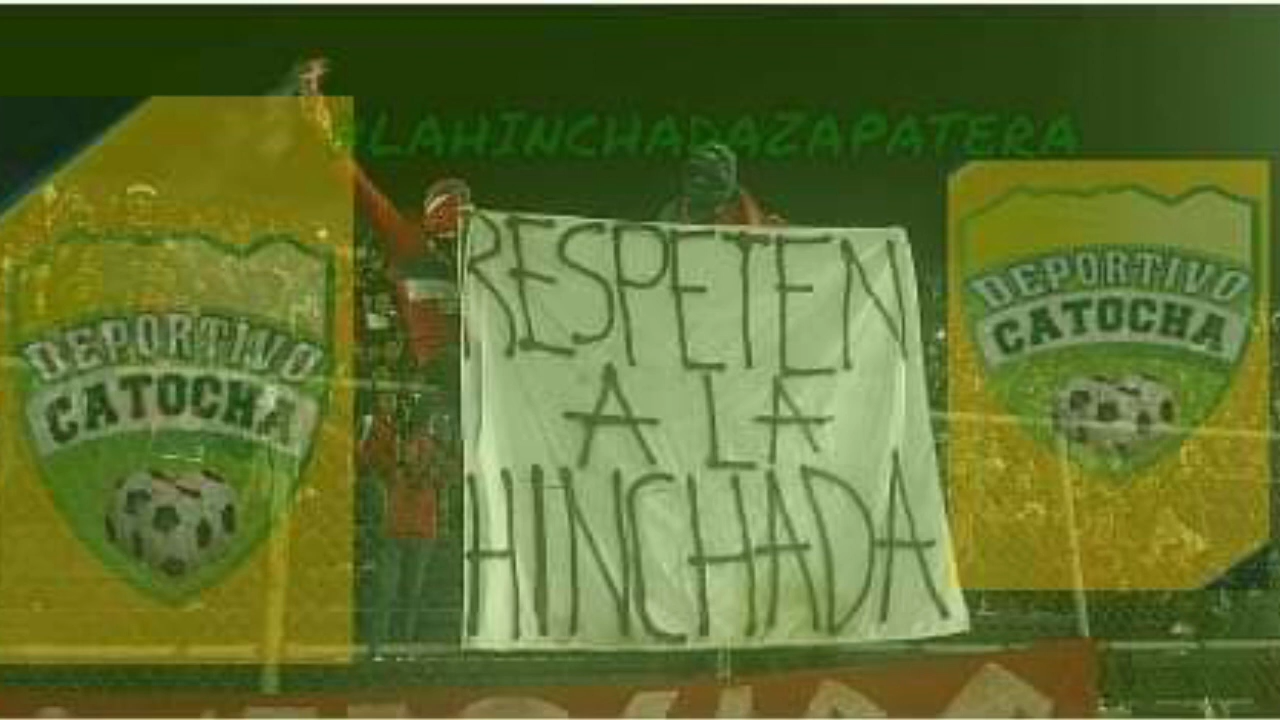 LAHINCHADAZAPATERA
DEPORTIVO
CATOCHA
RESPETEN
A LA
HINCHADA
DEPORTIVO
CATOCHA